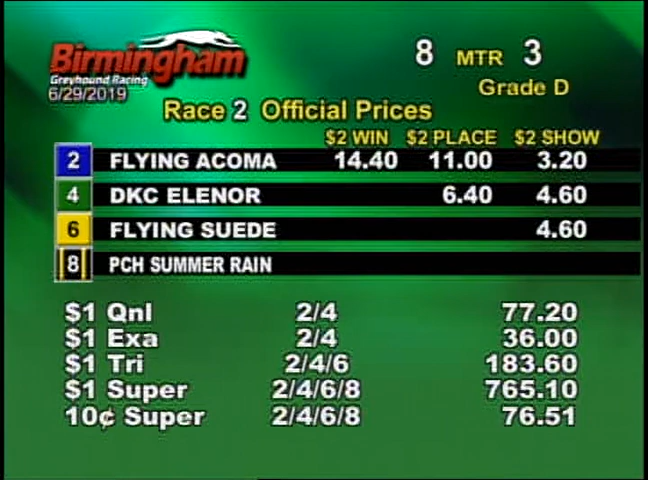 Birmingham
Greyhound Racing
6/29/2019
8 MTR 3
Grade D
Race 2 Official Prices
$2 WIN $2 PLACE $2 SHOW
2 FLYING ACOMA 14.40 11.00 3.20
4 DKC ELENOR 6.40 4.60
6 FLYING SUEDE 4.60
8 PCH SUMMER RAIN
$1 Qnl 2/4 77.20
$1 Exa 2/4 36.00
$1 Tri 2/4/6 183.60
$1 Super 2/4/6/8 765.10
10¢ Super 2/4/6/8 76.51